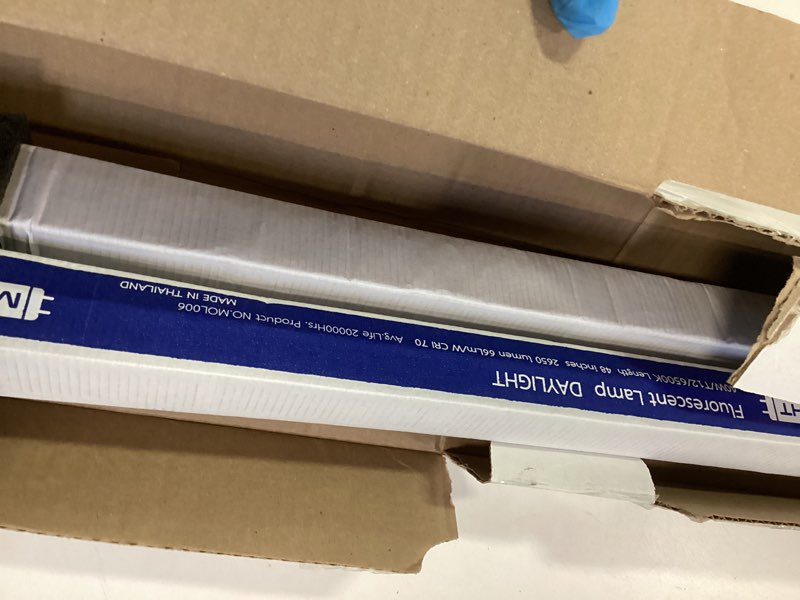 Fluorescent Lamp DAYLIGHT
40W/T12/6500K Length 48 Inches 2650 lumen 66Lm/W CRI 70 Avg.Life 20000Hrs. Product NO.MOL006
MADE IN THAILAND